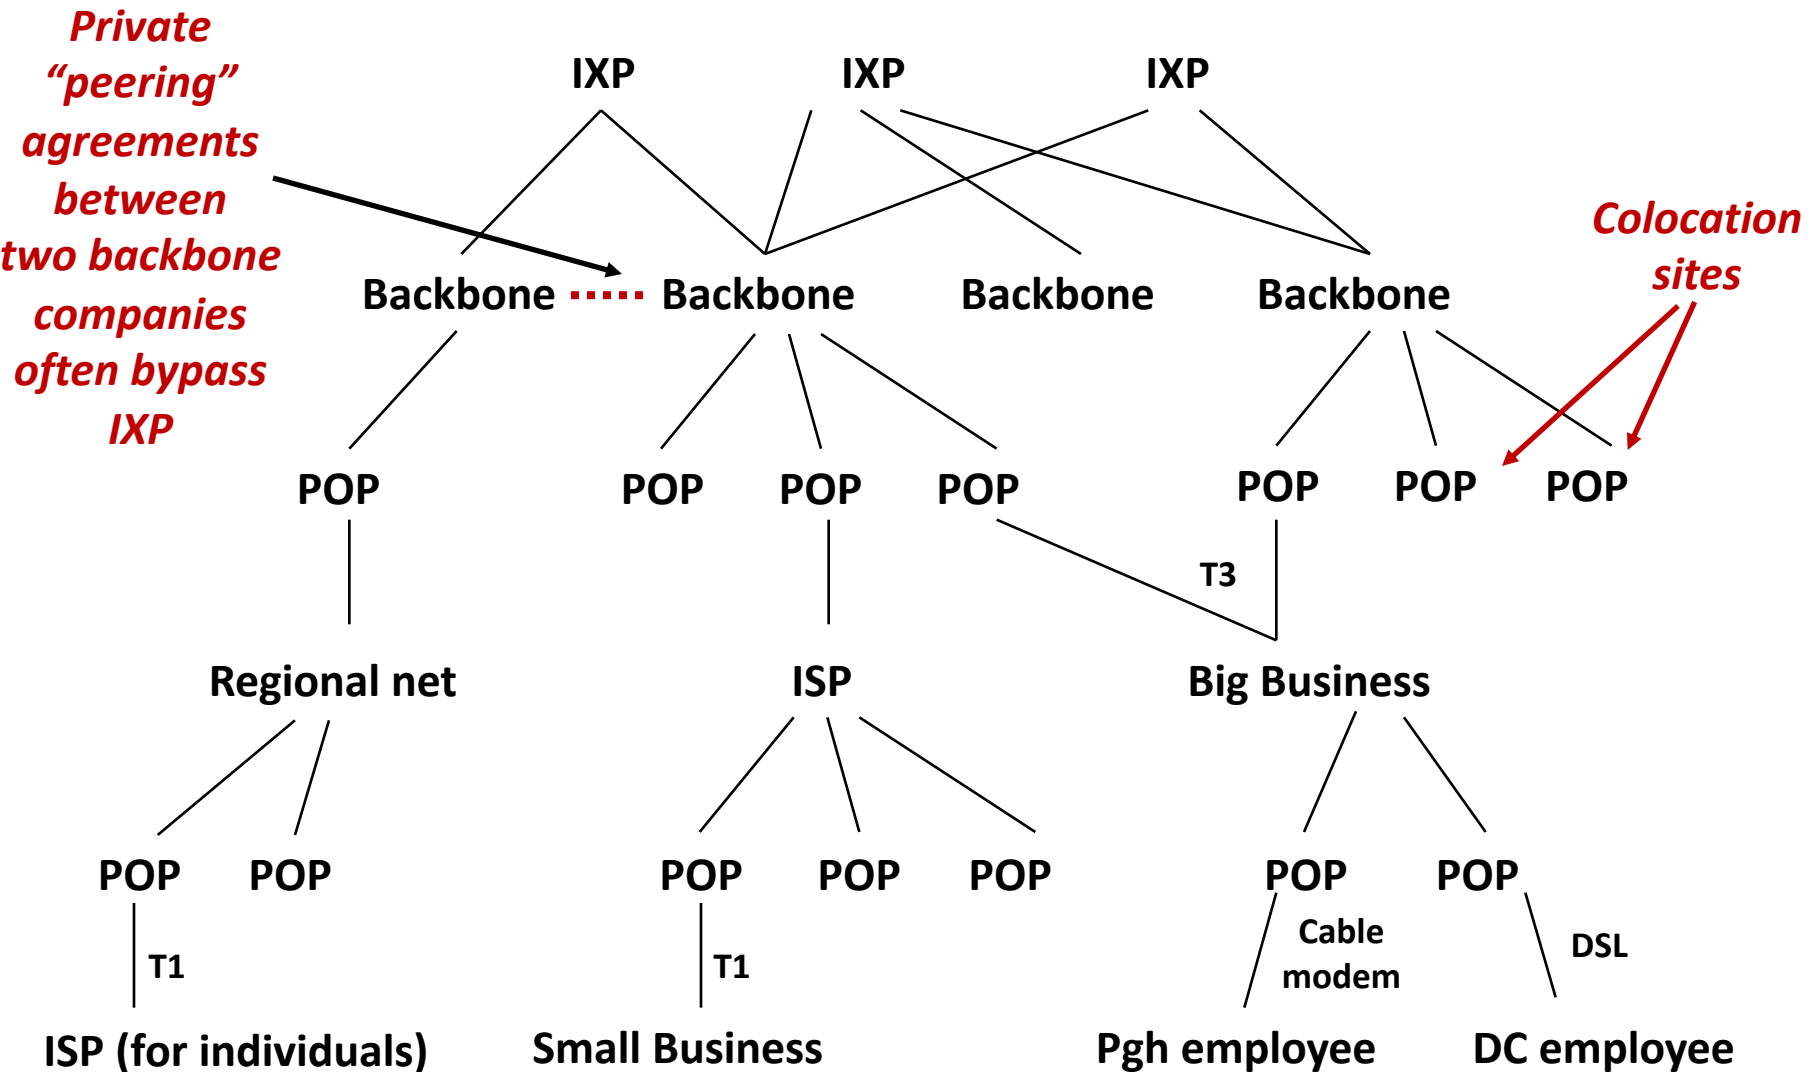 Private
“peering”
agreements
between
two backbone
companies
often bypass
IXP
IXP IXP IXP
Colocation
sites
Backbone Backbone Backbone Backbone
POP POP POP POP POP POP POP
T3
Regional net ISP Big Business
POP POP POP POP POP POP POP
T1 T1 Cable
modem DSL
ISP (for individuals) Small Business Pgh employee DC employee